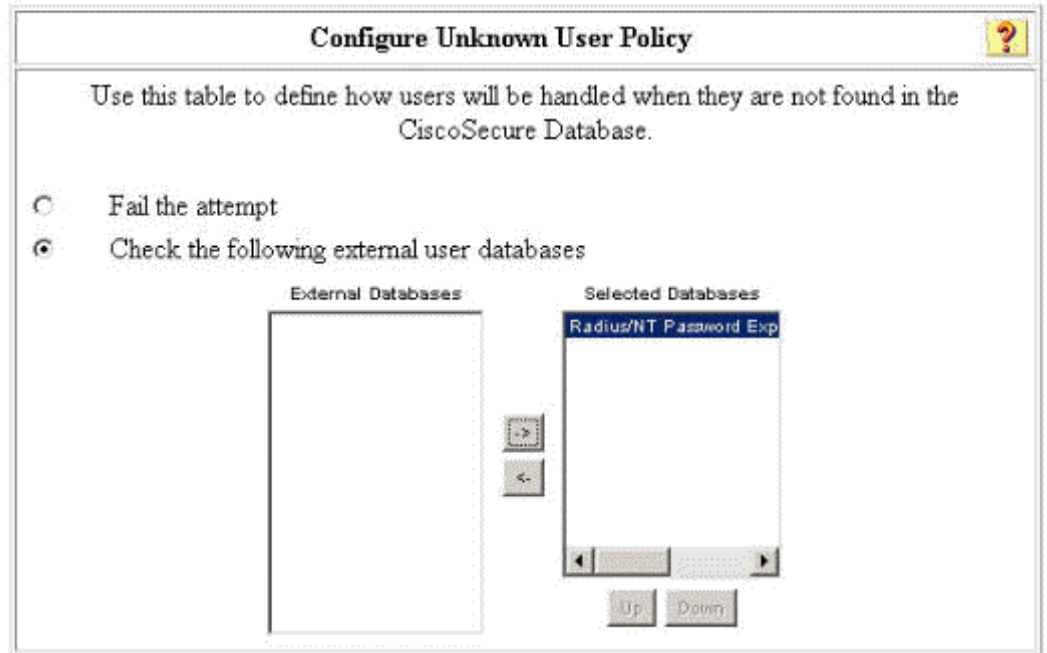 Configure Unknown User Policy
?
Use this table to define how users will be handled when they are not found in the
CiscoSecure Database.
Fail the attempt
Check the following external user databases
External Databases
Selected Databases
Radius/NT Password Exp
->
<-
Up
Down